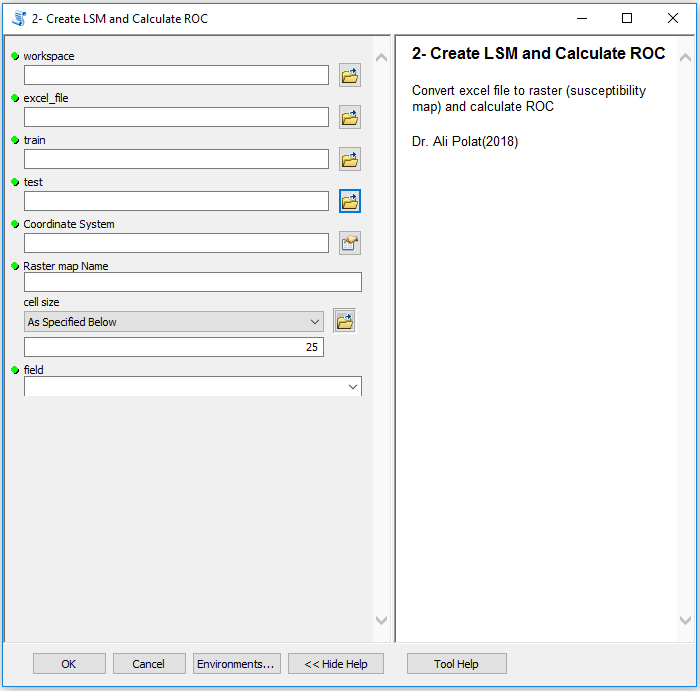 2- Create LSM and Calculate ROC
workspace
excel_file
train
test
Coordinate System
Raster map Name
cell size
As Specified Below
25
field
2- Create LSM and Calculate ROC
Convert excel file to raster (susceptibility
map) and calculate ROC
Dr. Ali Polat(2018)
OK
Cancel
Environments...
<< Hide Help
Tool Help